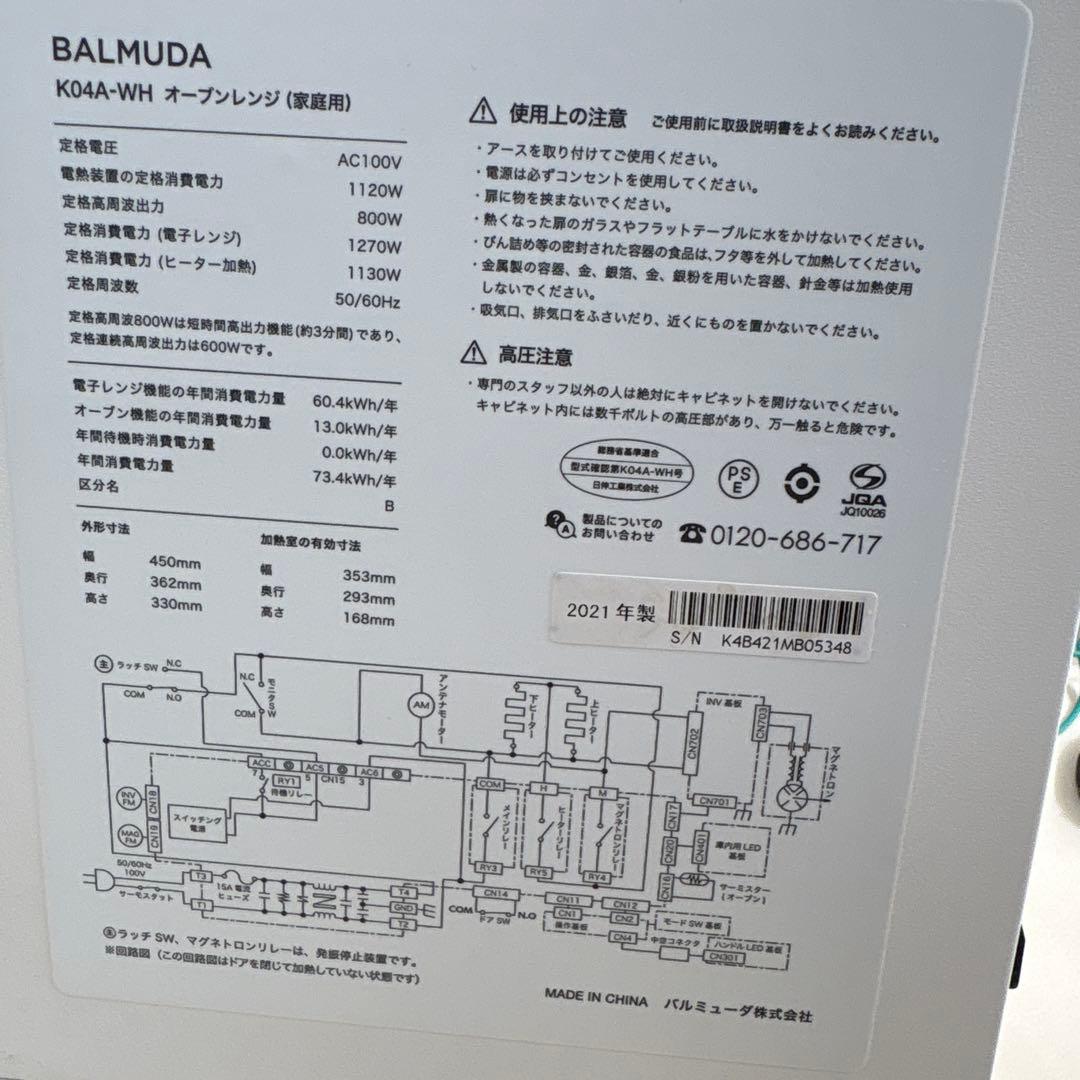 BALMUDA
K04A-WH オーブンレンジ (家庭用)
定格電圧 AC100V
電熱装置の定格消費電力 1120W
定格高周波出力 800W
定格消費電力 (電子レンジ) 1270W
定格消費電力 (ヒーター加熱) 1130W
定格周波数 50/60Hz
定格高周波800Wは短時間高出力機能 (約3分間) であり、
定格連続高周波出力は600Wです。
電子レンジ機能の年間消費電力量 60.4kWh/年
オーブン機能の年間消費電力量 13.0kWh/年
年間待機時消費電力量 0.0kWh/年
年間消費電力量 73.4kWh/年
区分名 B
外形寸法
幅 450mm
奥行 362mm
高さ 330mm
加熱室の有効寸法
幅 353mm
奥行 293mm
高さ 168mm
使用上の注意 ご使用前に取扱説明書をよくお読みください。
・アースを取り付けてご使用ください。
・電源は必ずコンセントを使用してください。
・扉に物を挟まないでください。
・熱くなった扉のガラスやフラットテーブルに水をかけないでください。
・びん詰め等の密封された容器の食品は、フタ等を外して加熱してください。
・金属製の容器、金、銀箔、金、銀粉を用いた容器、針金等は加熱使用
しないでください。
・吸気口、排気口をふさいだり、近くにものを置かないでください。
高圧注意
・専門のスタッフ以外の人は絶対にキャビネットを開けないでください。
キャビネット内には数千ボルトの高圧部があり、万一触ると危険です。
総務省基準適合
型式確認第K04A-WH号
日伸工業株式会社
PS
E
JQA
JQ10026
? A
製品についての
お問い合わせ
0120-686-717
2021 年製
S/N K4B421MB05348
主 ラッチ SW N.C
COM N.O
N.C
COM
モニタSW
AM
アンテナモーター
下ヒーター
上ヒーター
INV 基板
CN702
CN703
CN701
マグネトロン
ACC AC5 AC6
7 5 CN15 3
RY1
待機リレー
INV FM
CN18
MAG FM
CN19
スイッチング
電源
COM H M
メインリレー
ヒーターリレー
マグネトロンリレー
RY3 RY5 RY4
CN17
CN20
CN16
CN401
庫内用 LED
基板
サーミスター
(オーブン)
50/60Hz
100V
サーモスタット
T3
T1
15A 電流
ヒューズ
T4
GND
T2
CN14
COM N.O
ドア SW
CN11 CN12
CN1 CN2
操作基板
モード SW 基板
CN4 中空コネクタ
ハンドル LED 基板
CN301
主ラッチ SW、マグネトロンリレーは、発振停止装置です。
※回路図 (この回路図はドアを閉じて加熱していない状態です)
MADE IN CHINA バルミューダ株式会社